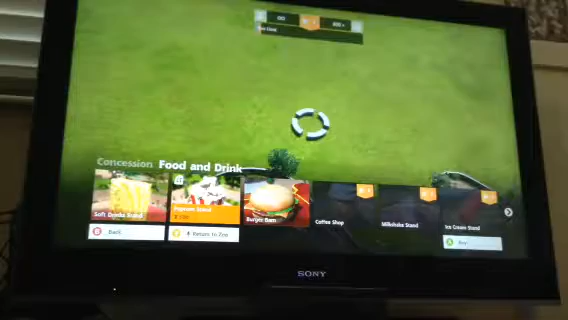 Concession Food and Drink
Soft Drinks Stand
Popcorn Stand
Burger Barn
Coffee Shop
Milkshake Stand
Ice Cream Stand
B Back
Y Return to Zoo
A Buy
SONY